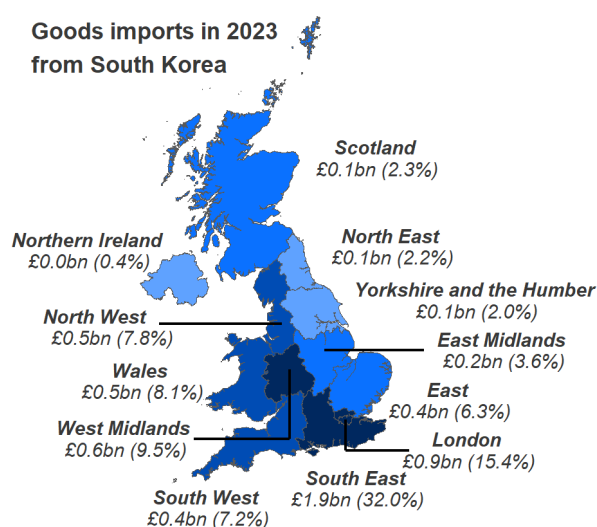 Goods imports in 2023
from South Korea
Scotland
£0.1bn (2.3%)
Northern Ireland
£0.0bn (0.4%)
North East
£0.1bn (2.2%)
Yorkshire and the Humber
£0.1bn (2.0%)
North West
£0.5bn (7.8%)
East Midlands
£0.2bn (3.6%)
Wales
£0.5bn (8.1%)
East
£0.4bn (6.3%)
West Midlands
£0.6bn (9.5%)
London
£0.9bn (15.4%)
South West
£0.4bn (7.2%)
South East
£1.9bn (32.0%)